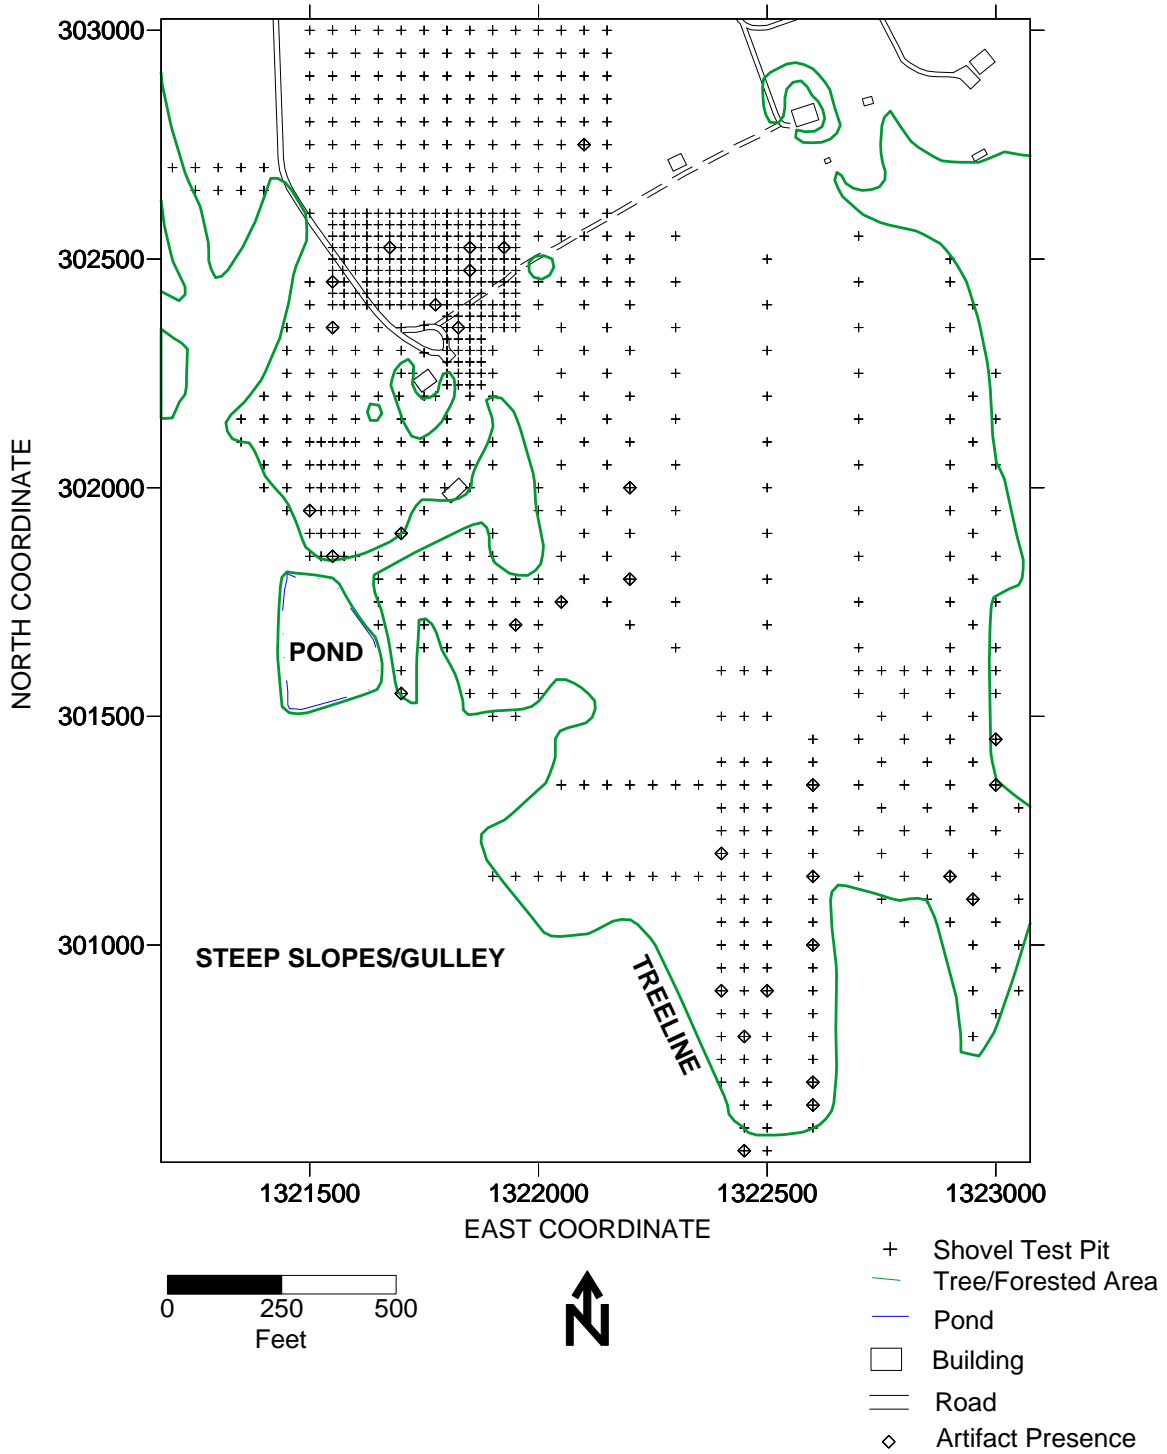 303000
302500
302000
301500
301000
NORTH COORDINATE
POND
STEEP SLOPES/GULLEY
TREELINE
1321500
1322000
1322500
1323000
EAST COORDINATE
0
250
500
Feet
N
Shovel Test Pit
Tree/Forested Area
Pond
Building
Road
Artifact Presence